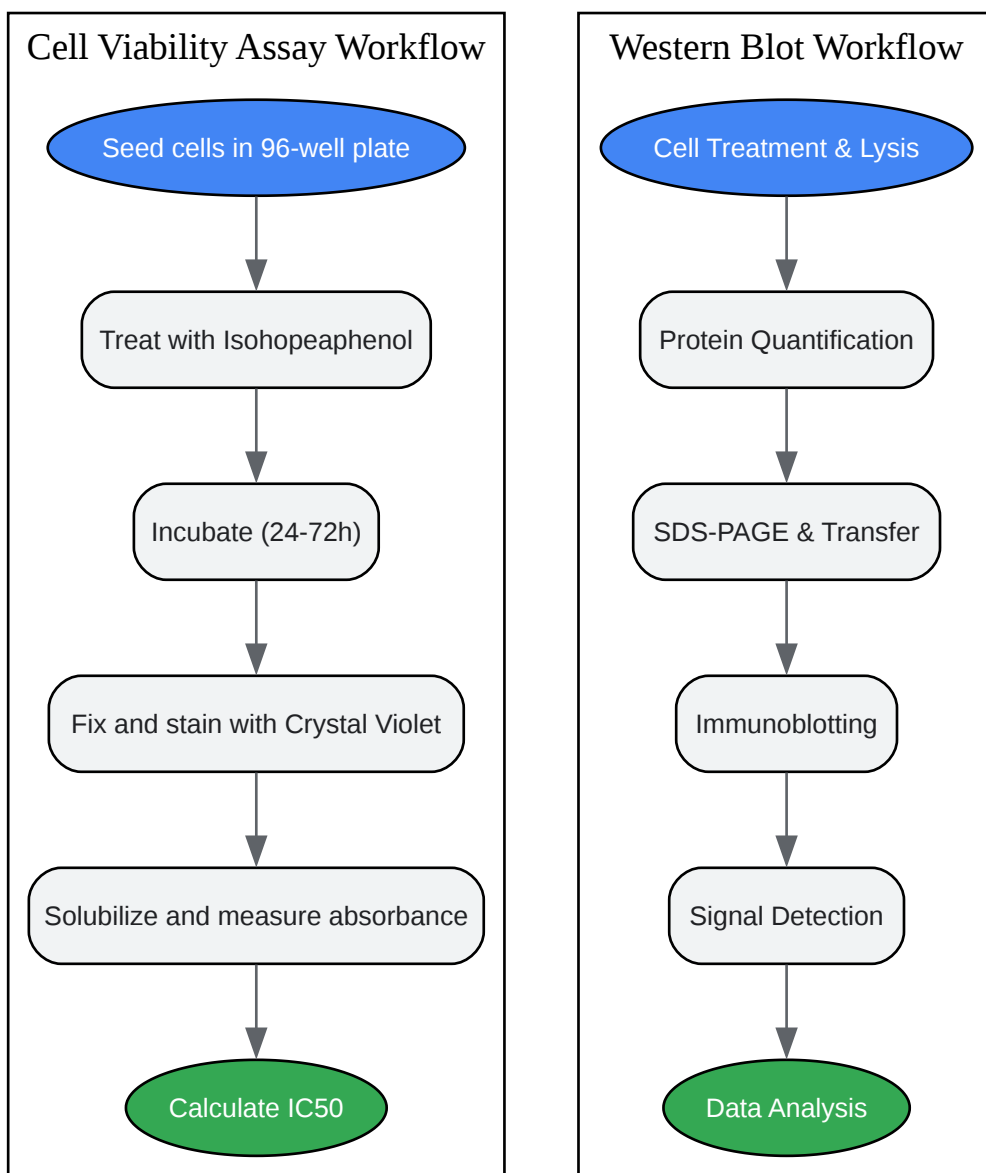 Cell Viability Assay Workflow
Seed cells in 96-well plate
Treat with Isohopeaphenol
Incubate (24-72h)
Fix and stain with Crystal Violet
Solubilize and measure absorbance
Calculate IC50
Western Blot Workflow
Cell Treatment & Lysis
Protein Quantification
SDS-PAGE & Transfer
Immunoblotting
Signal Detection
Data Analysis